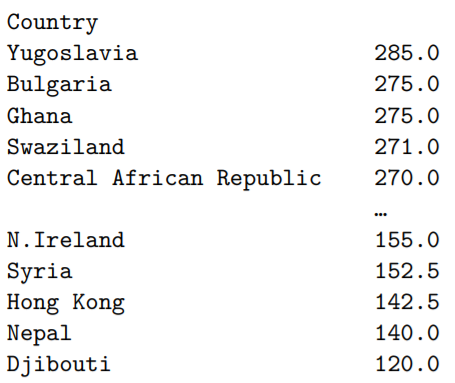 Country
Yugoslavia 285.0
Bulgaria 275.0
Ghana 275.0
Swaziland 271.0
Central African Republic 270.0
…
N.Ireland 155.0
Syria 152.5
Hong Kong 142.5
Nepal 140.0
Djibouti 120.0